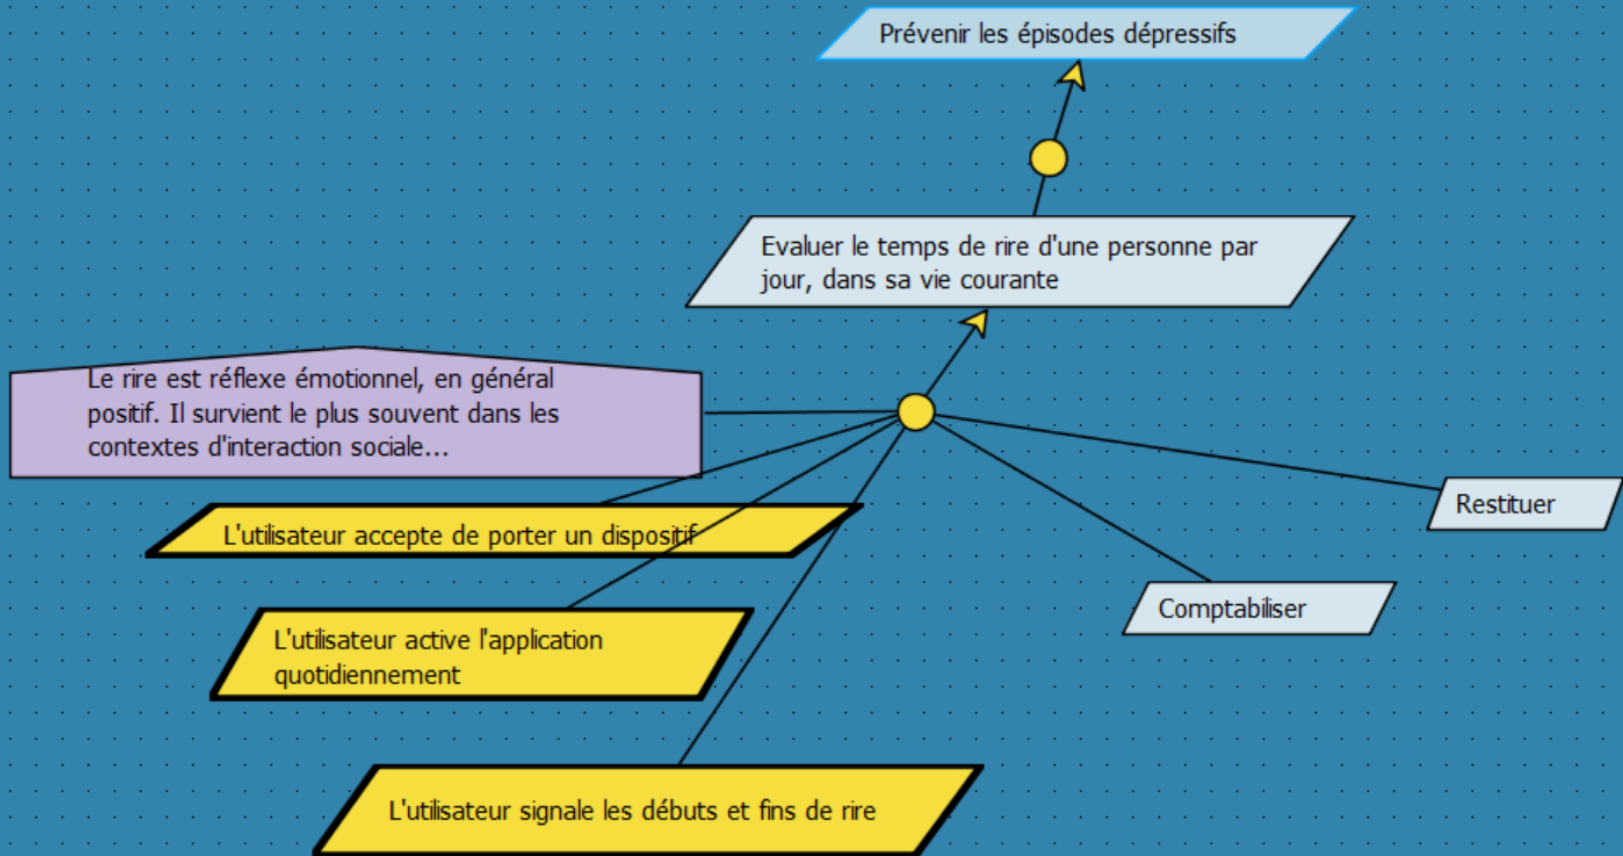 Prévenir les épisodes dépressifs
Evaluer le temps de rire d'une personne par
jour, dans sa vie courante
Le rire est réflexe émotionnel, en général
positif. Il survient le plus souvent dans les
contextes d'interaction sociale...
L'utilisateur accepte de porter un dispositif
L'utilisateur active l'application
quotidiennement
L'utilisateur signale les débuts et fins de rire
Comptabiliser
Restituer